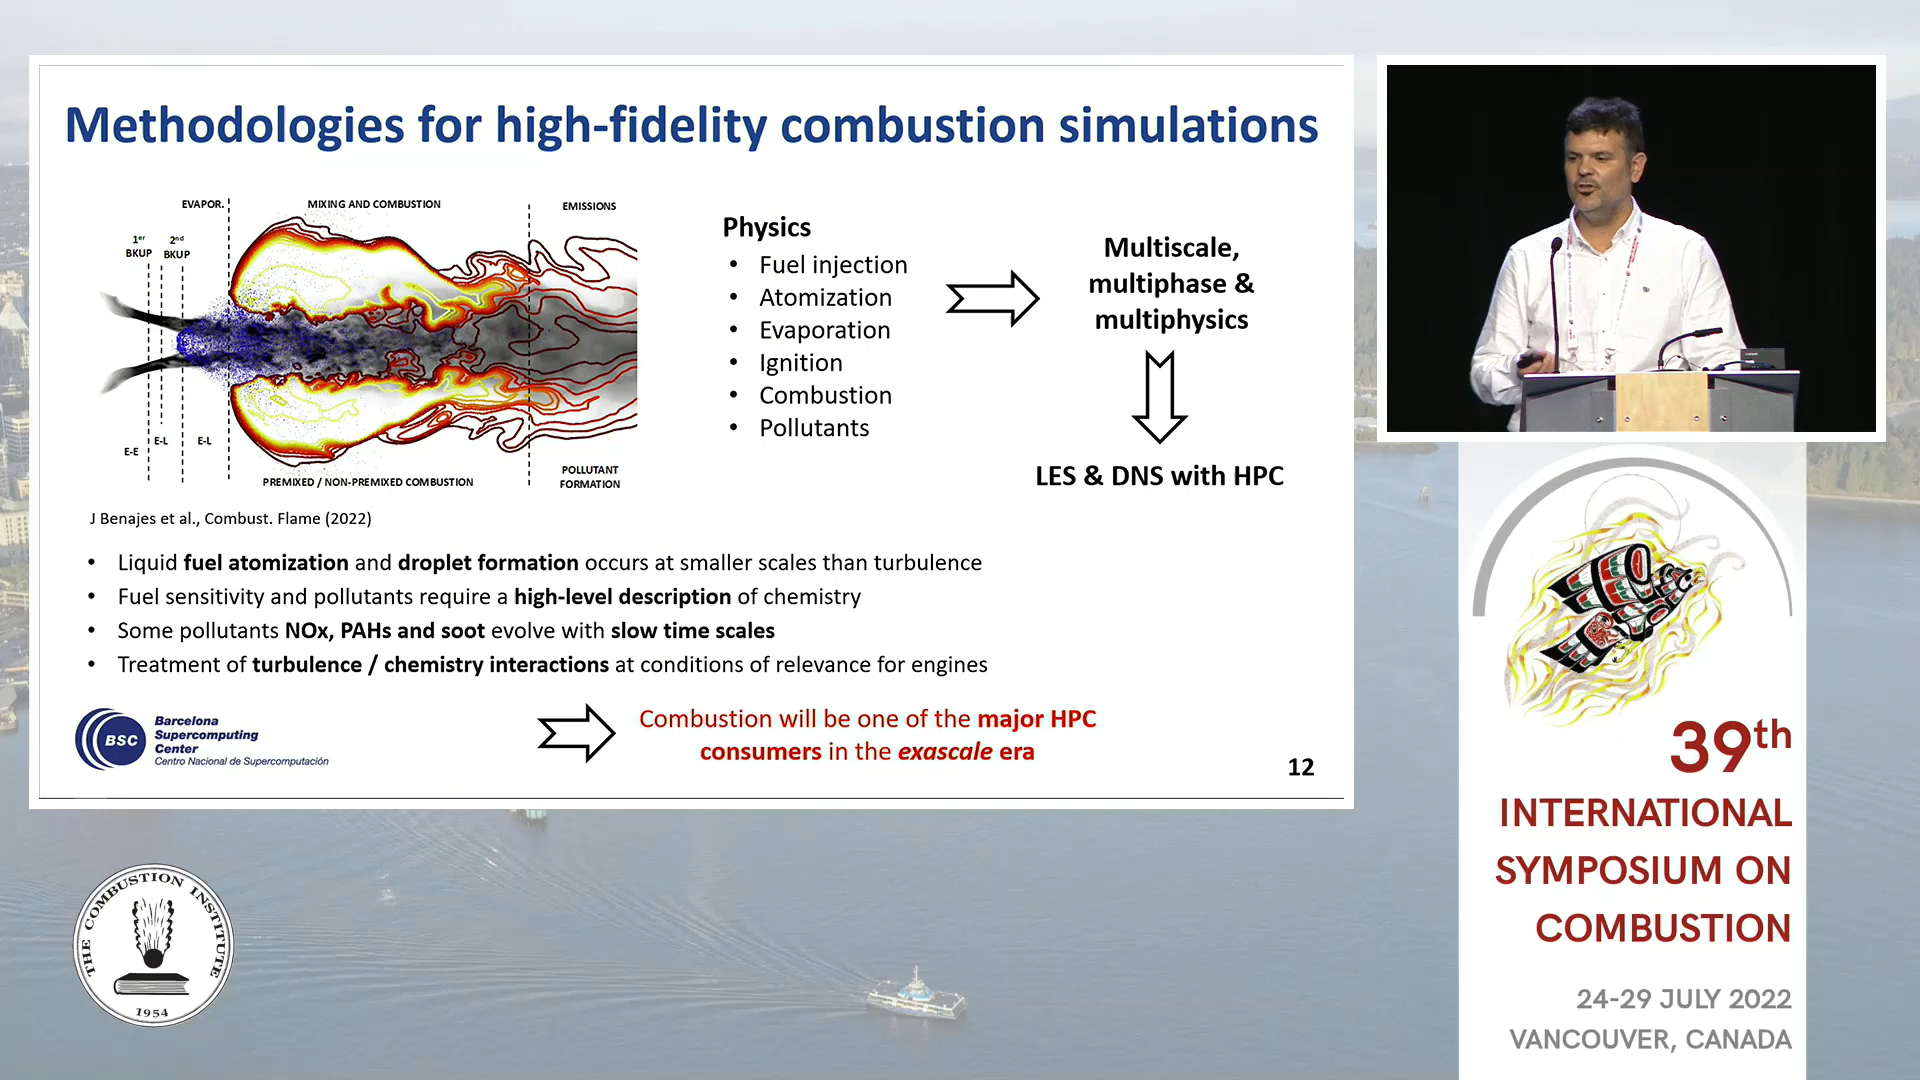 Methodologies for high-fidelity combustion simulations
EVAPOR.
MIXING AND COMBUSTION
EMISSIONS
1er
BKUP
2nd
BKUP
E-E
E-L
E-L
PREMIXED / NON-PREMIXED COMBUSTION
POLLUTANT
FORMATION
J Benajes et al., Combust. Flame (2022)
Physics
• Fuel injection
• Atomization
• Evaporation
• Ignition
• Combustion
• Pollutants
Multiscale,
multiphase &
multiphysics
LES & DNS with HPC
• Liquid fuel atomization and droplet formation occurs at smaller scales than turbulence
• Fuel sensitivity and pollutants require a high-level description of chemistry
• Some pollutants NOx, PAHs and soot evolve with slow time scales
• Treatment of turbulence / chemistry interactions at conditions of relevance for engines
BSC
Barcelona
Supercomputing
Center
Centro Nacional de Supercomputación
Combustion will be one of the major HPC
consumers in the exascale era
12
39th
INTERNATIONAL
SYMPOSIUM ON
COMBUSTION
24-29 JULY 2022
VANCOUVER, CANADA
THE COMBUSTION INSTITUTE
1954